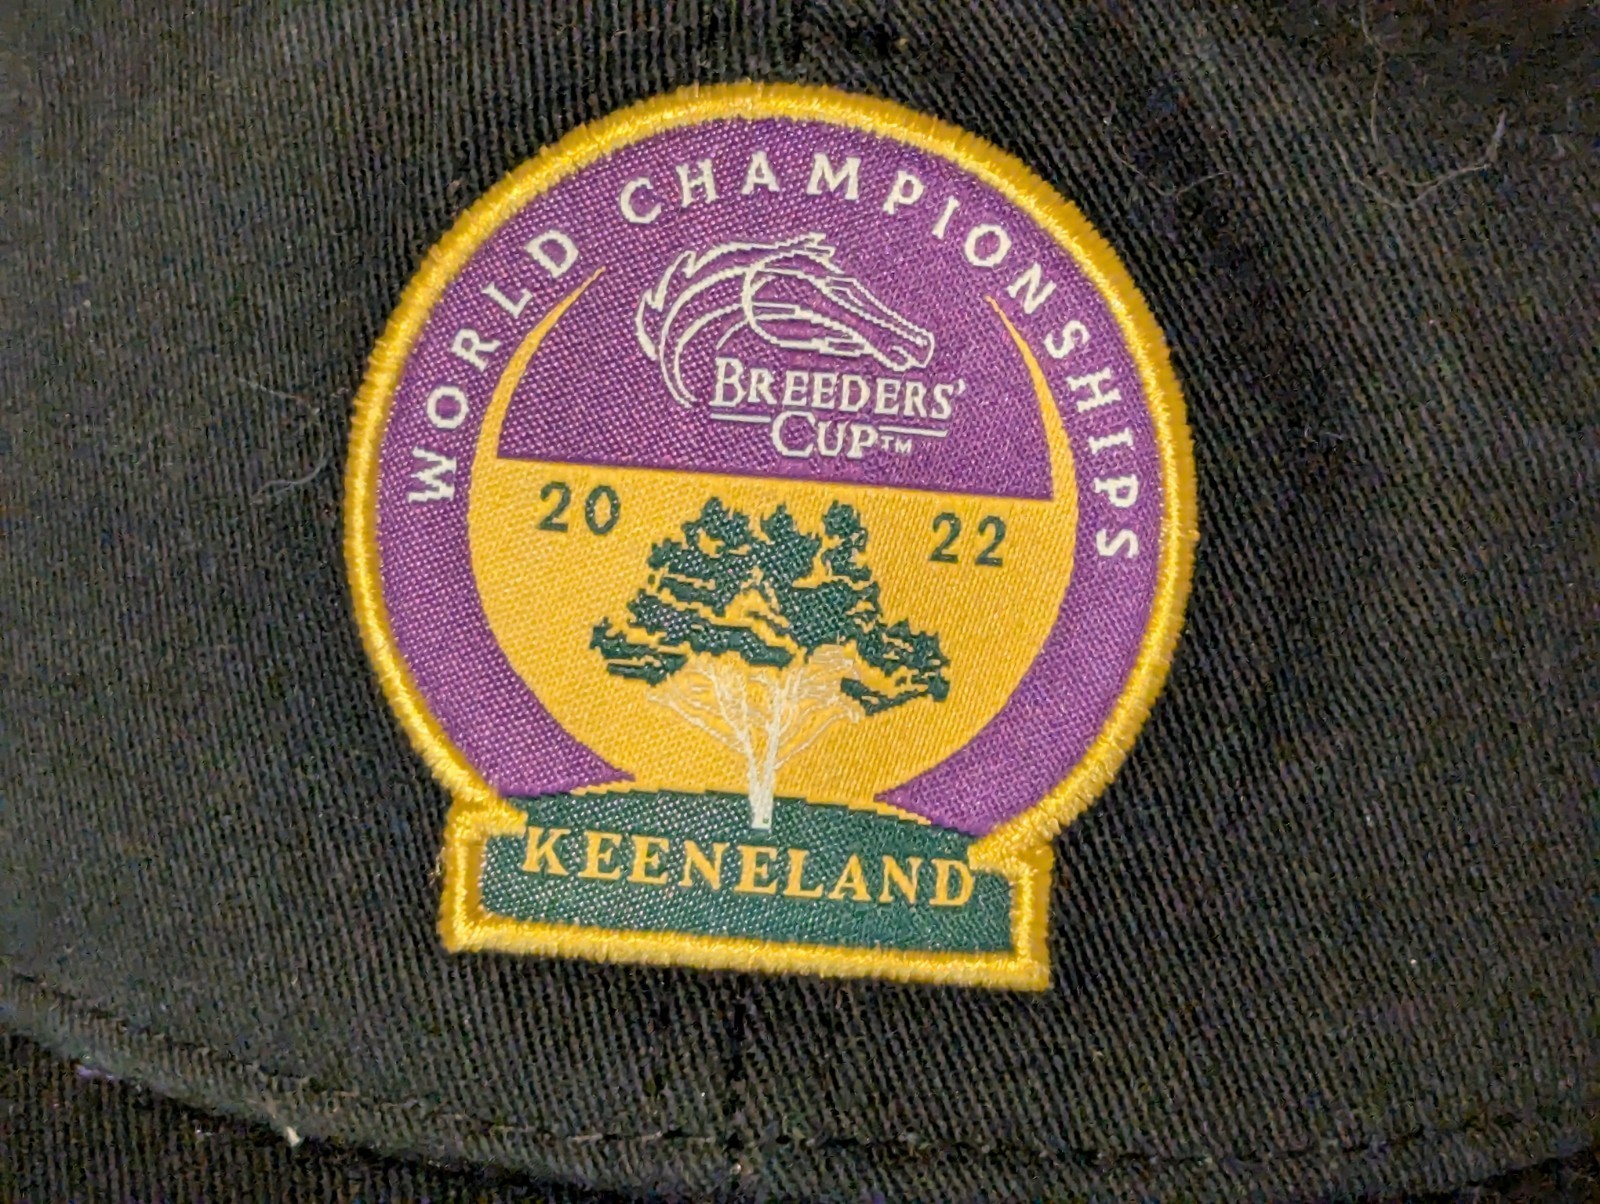 WORLD CHAMPIONSHIPS
BREEDERS'
CUP™
20 22
KEENELAND